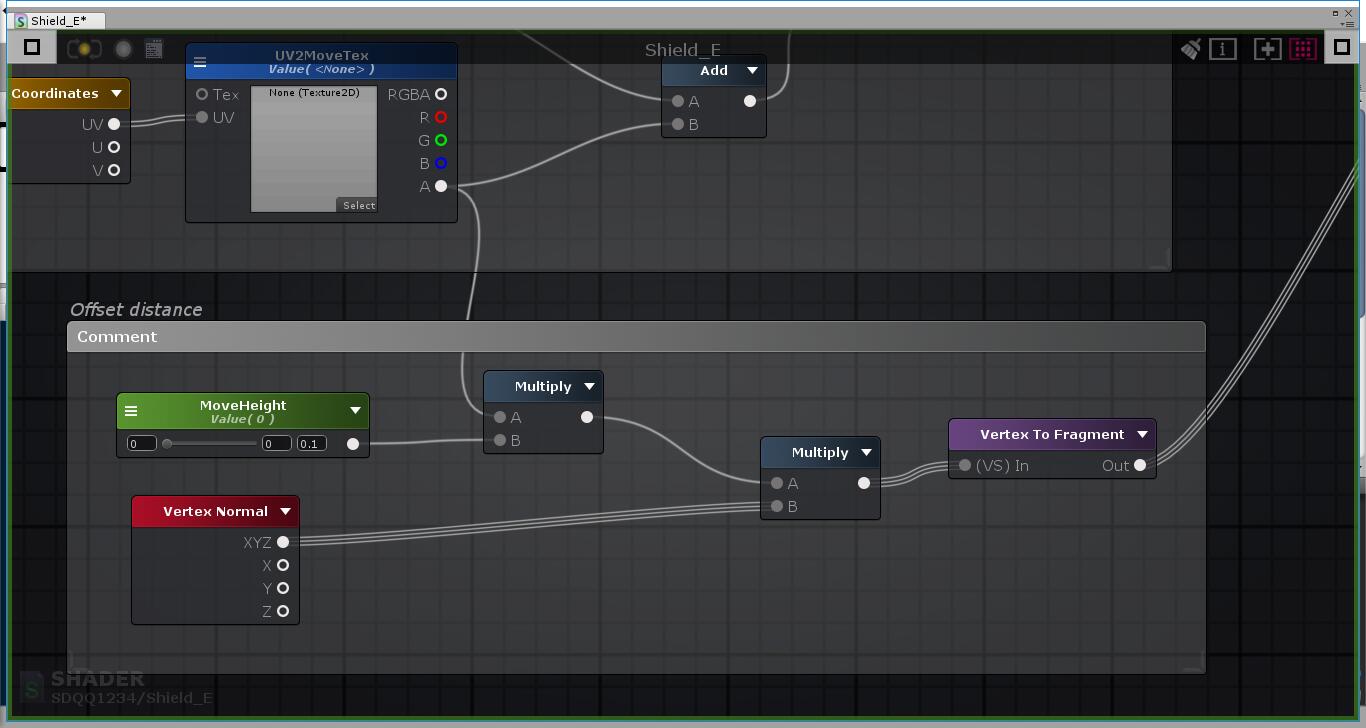 Shield_E*
Shield_E
Coordinates
UV
U
V
UV2MoveTex
Value( <None> )
Tex
UV
None (Texture2D)
Select
RGBA
R
G
B
A
Add
A
B
Offset distance
Comment
MoveHeight
Value( 0 )
0
0
0.1
Multiply
A
B
Vertex Normal
XYZ
X
Y
Z
Multiply
A
B
Vertex To Fragment
(VS) In
Out
SHADER
SDQQ1234/Shield_E